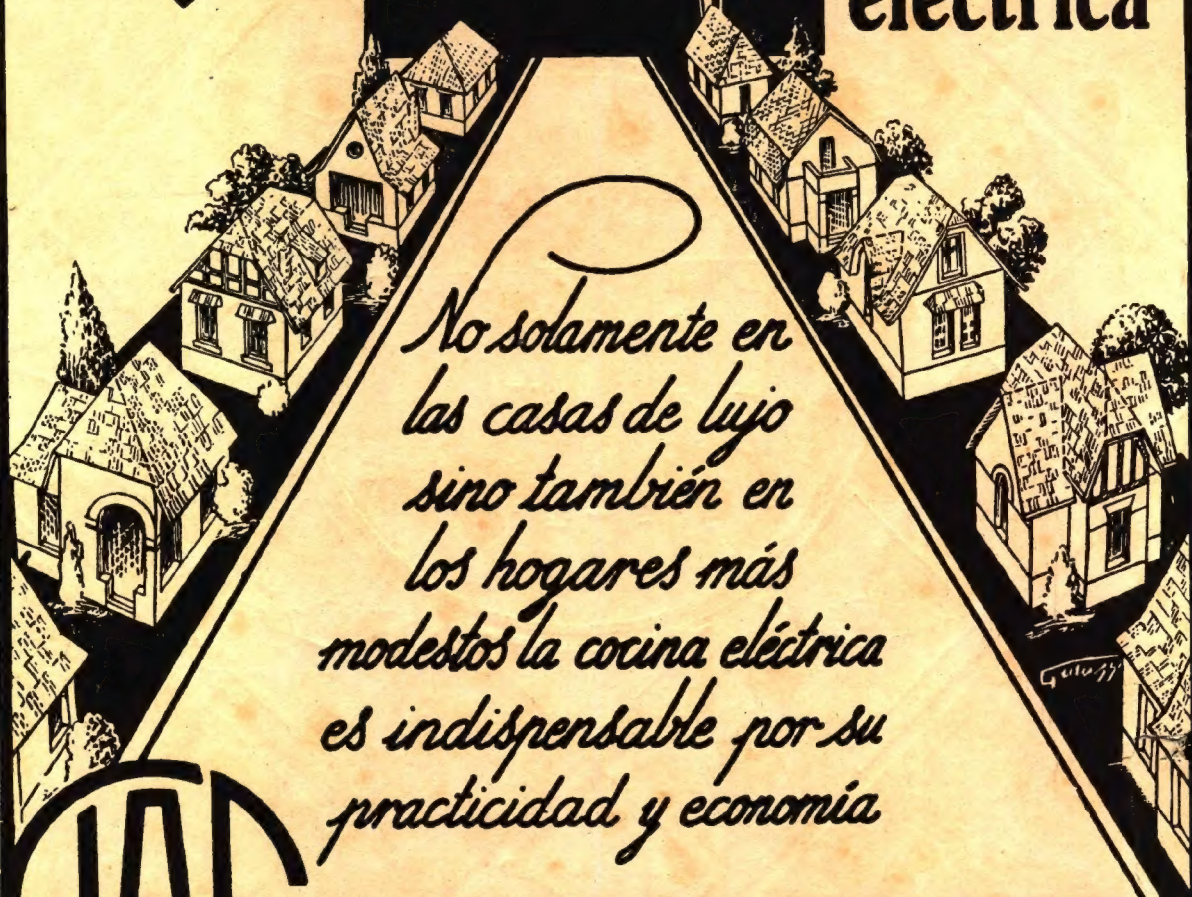 eléctrica
No solamente en
las casas de lujo
sino también en
los hogares más
modestos la cocina eléctrica
es indispensable por su
practicidad y economía